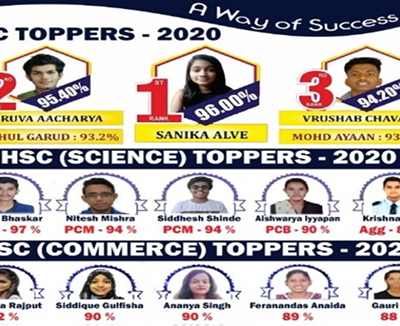 A Way of Success
C TOPPERS - 2020
2 ND 95.40%
1 ST RANK 96.00%
3 RD RANK 94.20%
RUVA AACHARYA
SANIKA ALVE
VRUSHAB CHAVA
HUL GARUD : 93.2%
MOHD AYAAN : 93
HSC (SCIENCE) TOPPERS - 2020
Bhaskar
Nitesh Mishra
Siddhesh Shinde
Aishwarya Iyyapan
Krishna
- 97 %
PCM - 94 %
PCM - 94 %
PCB - 90 %
Agg - 8
SC (COMMERCE) TOPPERS - 202
a Rajput
Siddique Gulfisha
Ananya Singh
Feranandas Anaida
Gauri
2 %
90 %
90 %
89 %
88